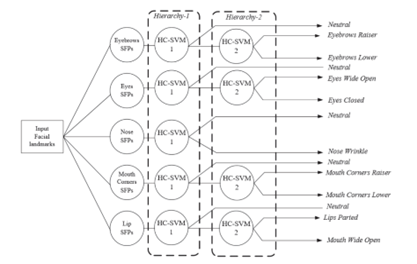 Hierarchy-1
Hierarchy-2
Neutral
Eyebrows Raiser
Eyebrows
SFPs
HC-SVM
1
HC-SVM
2
Eyebrows Lower
Neutral
Eyes Wide Open
Eyes
SFPs
HC-SVM
1
HC-SVM
2
Eyes Closed
Neutral
Input
Facial
landmarks
Nose
SFPs
HC-SVM
1
Nose Wrinkle
Neutral
Mouth Corners Raiser
Mouth
Corners
SFPs
HC-SVM
1
HC-SVM
2
Mouth Corners Lower
Neutral
Lips Parted
Lip
SFPs
HC-SVM
1
HC-SVM
2
Mouth Wide Open